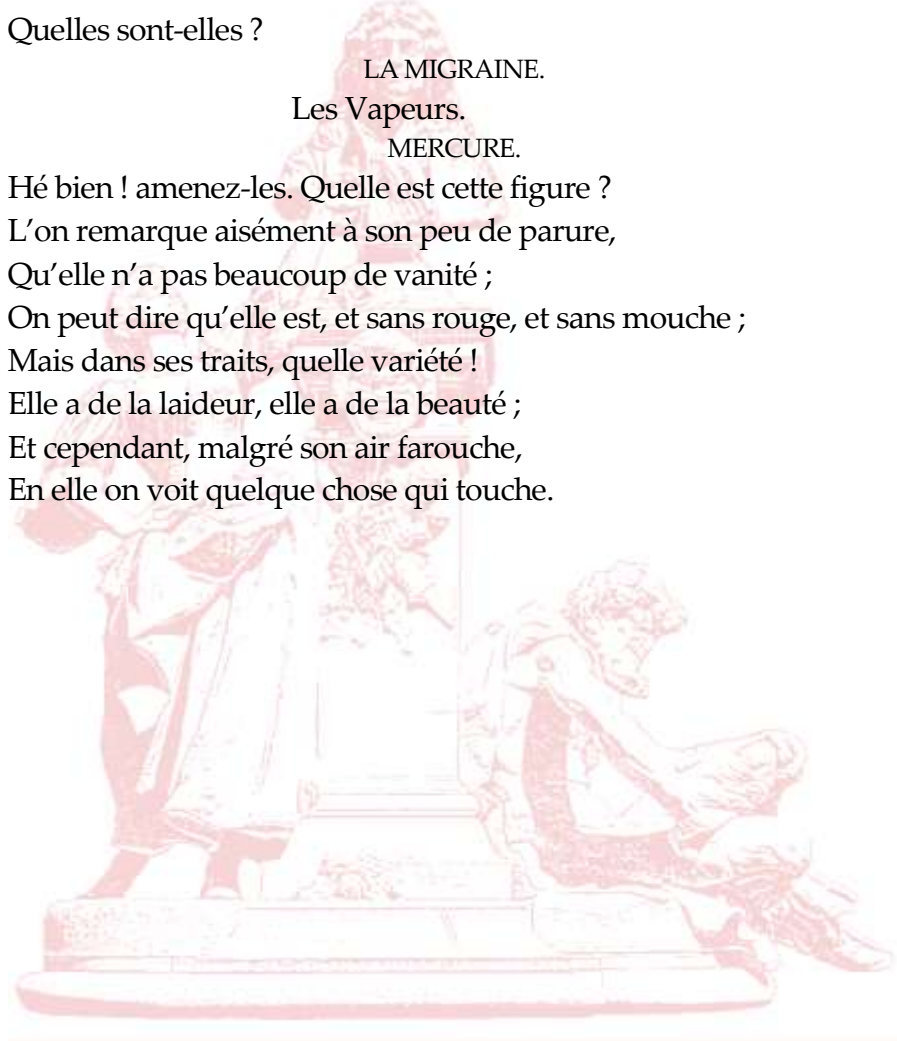 Quelles sont-elles ?
LA MIGRAINE.
Les Vapeurs.
MERCURE.
Hé bien ! amenez-les. Quelle est cette figure ?
L’on remarque aisément à son peu de parure,
Qu’elle n’a pas beaucoup de vanité ;
On peut dire qu’elle est, et sans rouge, et sans mouche ;
Mais dans ses traits, quelle variété !
Elle a de la laideur, elle a de la beauté ;
Et cependant, malgré son air farouche,
En elle on voit quelque chose qui touche.